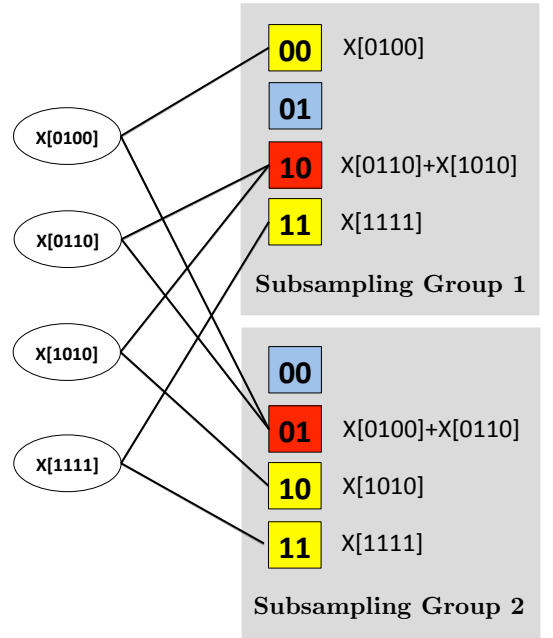 X[0100]
X[0110]
X[1010]
X[1111]
00 X[0100]
01
10 X[0110]+X[1010]
11 X[1111]
Subsampling Group 1
00
01 X[0100]+X[0110]
10 X[1010]
11 X[1111]
Subsampling Group 2